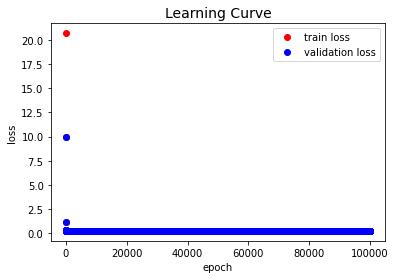 Learning Curve
train loss
validation loss
20.0
17.5
15.0
12.5
10.0
7.5
5.0
2.5
0.0
loss
0 20000 40000 60000 80000 100000
epoch